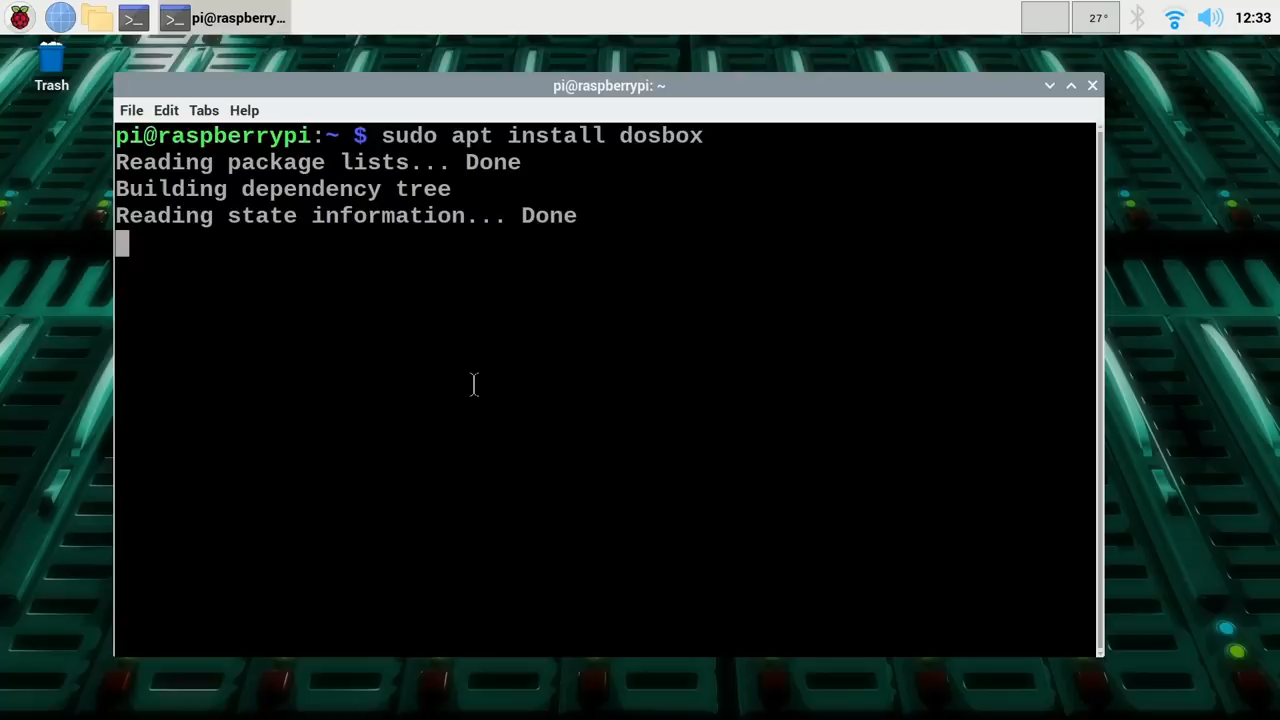 pi@raspberry...
27°
12:33
Trash
pi@raspberrypi: ~
File Edit Tabs Help
pi@raspberrypi:~ $ sudo apt install dosbox
Reading package lists... Done
Building dependency tree
Reading state information... Done